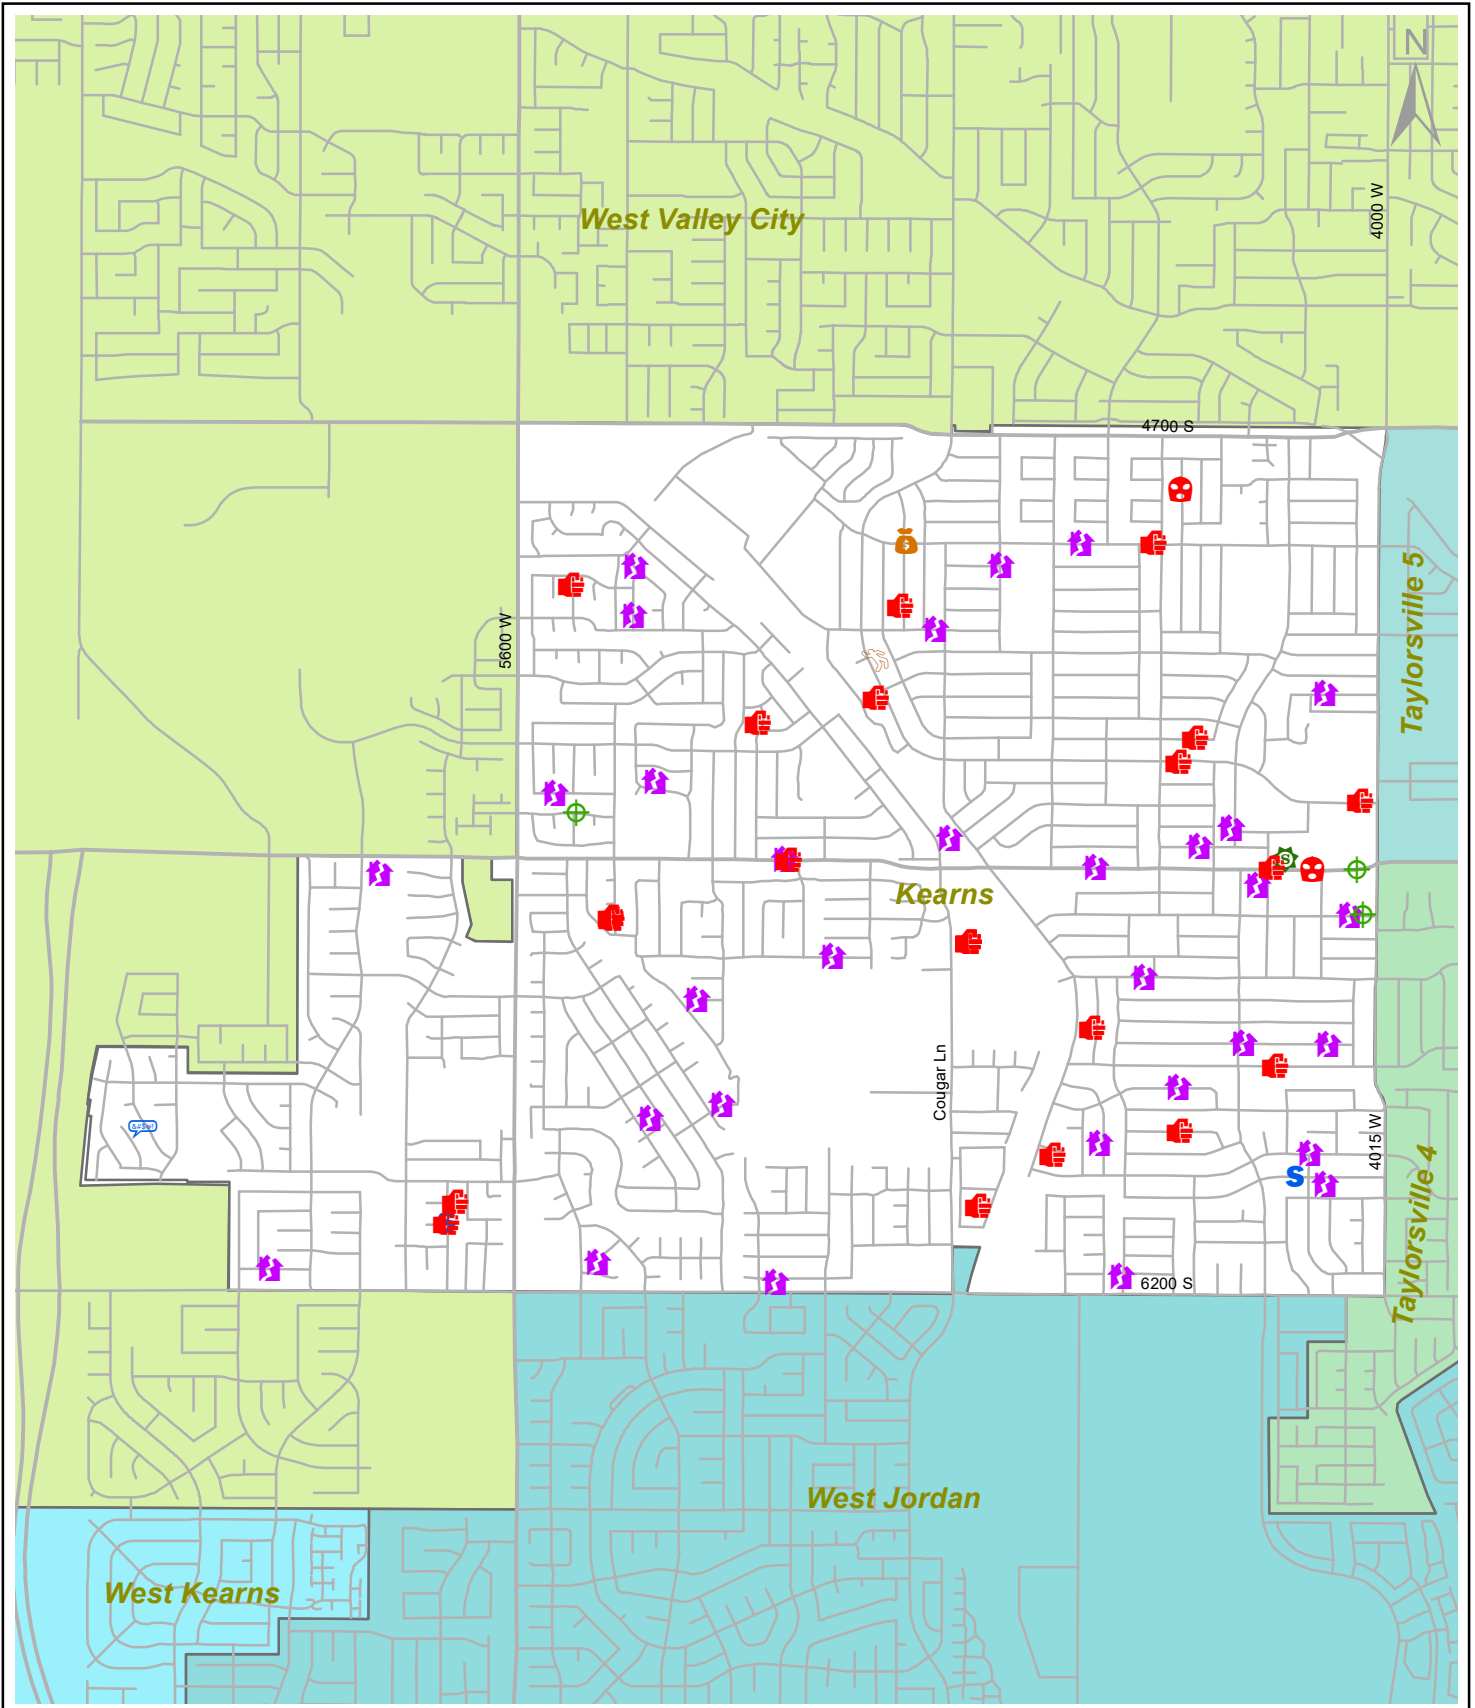 N
4000 W
West Valley City
4700 S
$
Taylorsville 5
5600 W
S
Kearns
Cougar Ln
&#$@!
4015 W
S
Taylorsville 4
6200 S
West Jordan
West Kearns